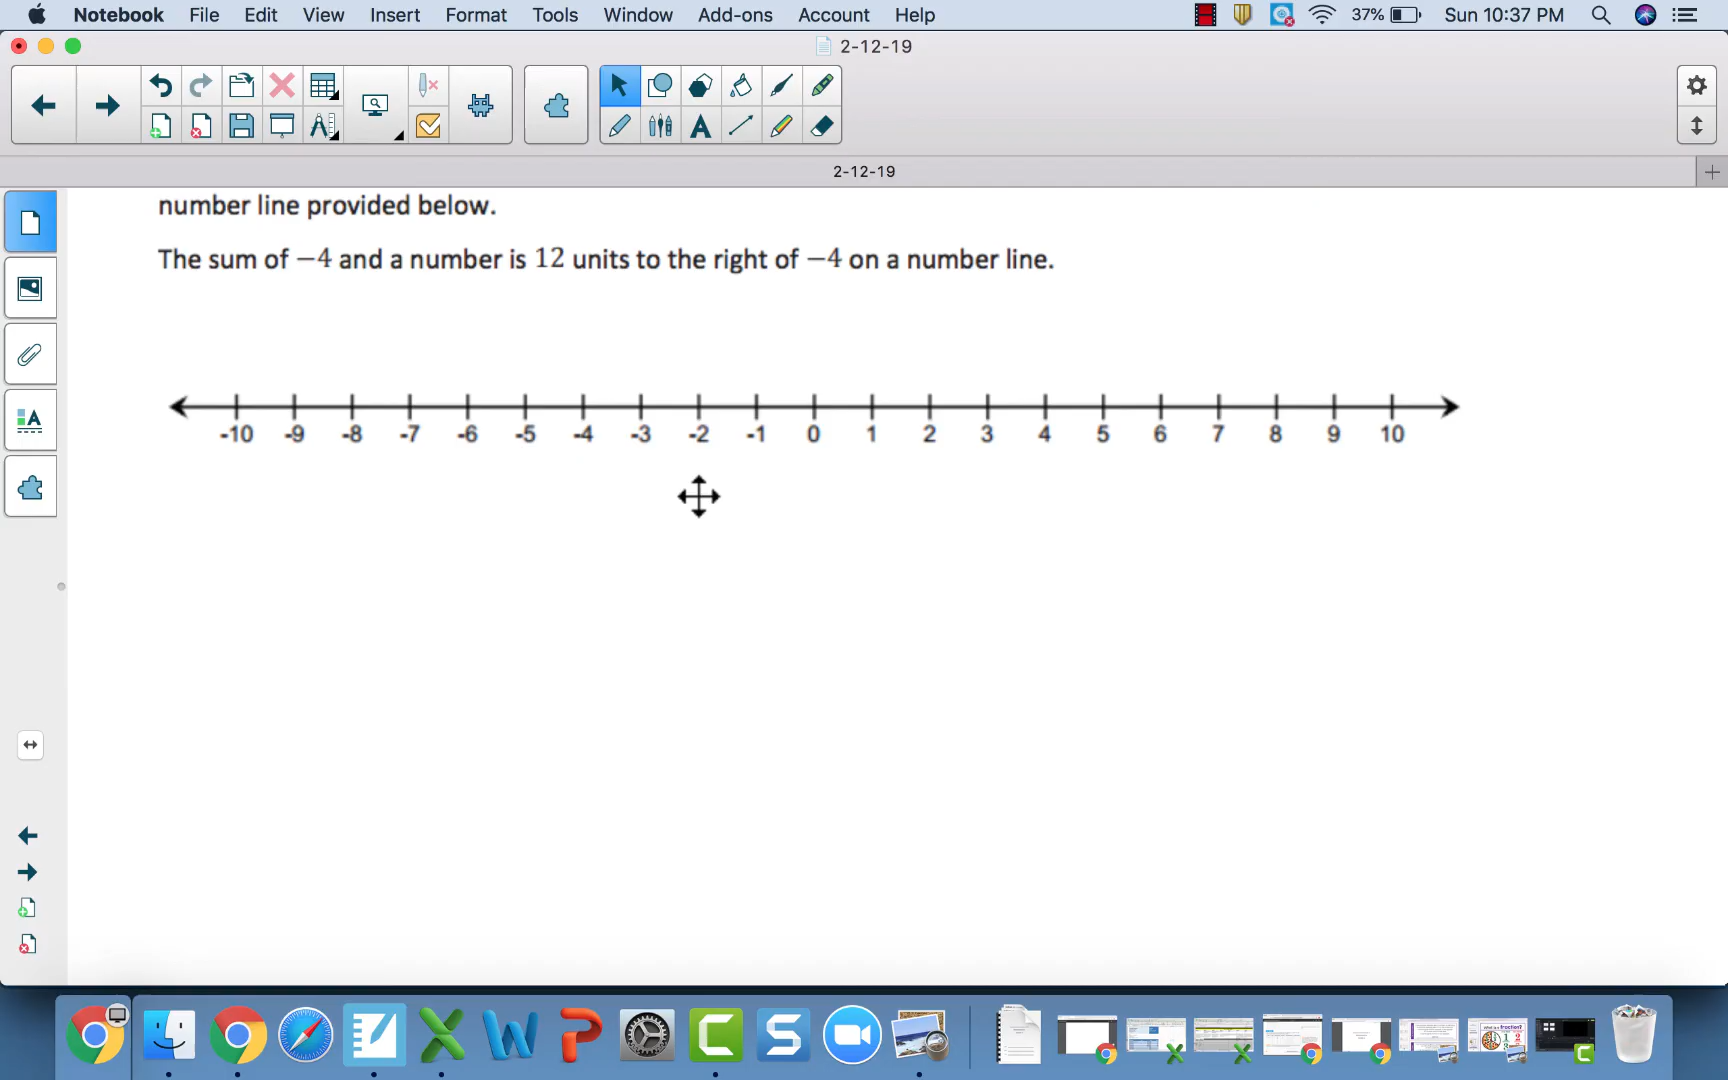 Notebook File Edit View Insert Format Tools Window Add-ons Account Help 37% Sun 10:37 PM
2-12-19
2-12-19
number line provided below.
The sum of −4 and a number is 12 units to the right of −4 on a number line.
-10 -9 -8 -7 -6 -5 -4 -3 -2 -1 0 1 2 3 4 5 6 7 8 9 10